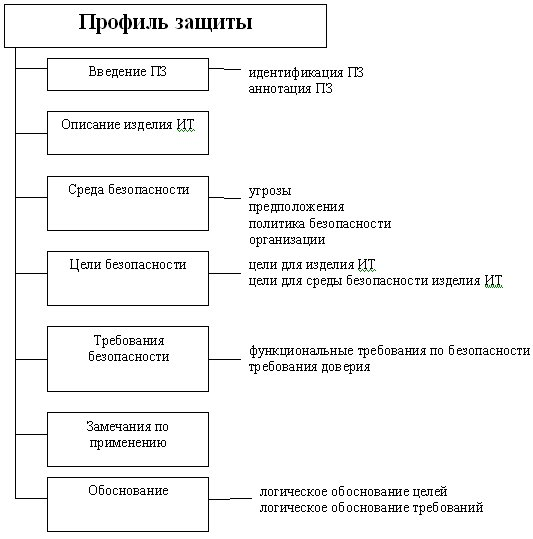 Профиль защиты
Введение ПЗ
идентификация ПЗ
аннотация ПЗ
Описание изделия ИТ
Среда безопасности
угрозы
предположения
политика безопасности
организации
Цели безопасности
цели для изделия ИТ
цели для среды безопасности изделия ИТ
Требования
безопасности
функциональные требования по безопасности
требования доверия
Замечания по
применению
Обоснование
логическое обоснование целей
логическое обоснование требований